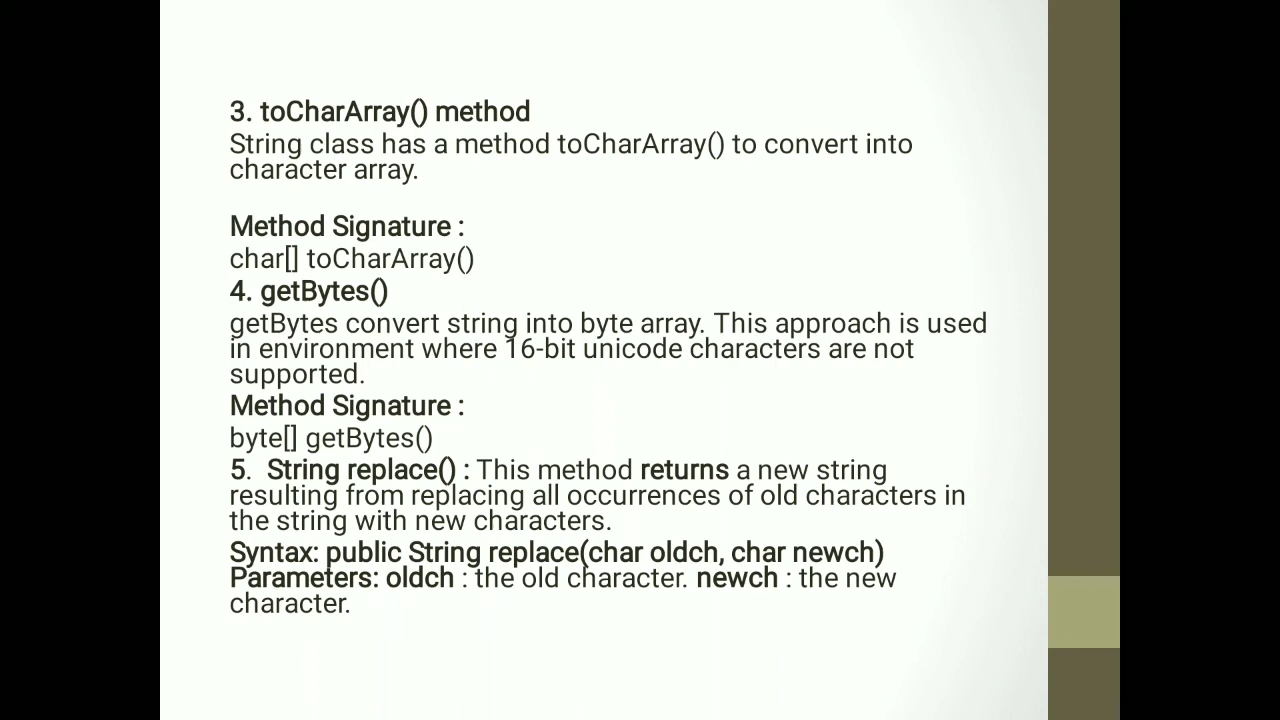 3. toCharArray() method
String class has a method toCharArray() to convert into
character array.
Method Signature :
char[] toCharArray()
4. getBytes()
getBytes convert string into byte array. This approach is used
in environment where 16-bit unicode characters are not
supported.
Method Signature :
byte[] getBytes()
5.  String replace() : This method returns a new string
resulting from replacing all occurrences of old characters in
the string with new characters.
Syntax: public String replace(char oldch, char newch)
Parameters: oldch : the old character. newch : the new
character.